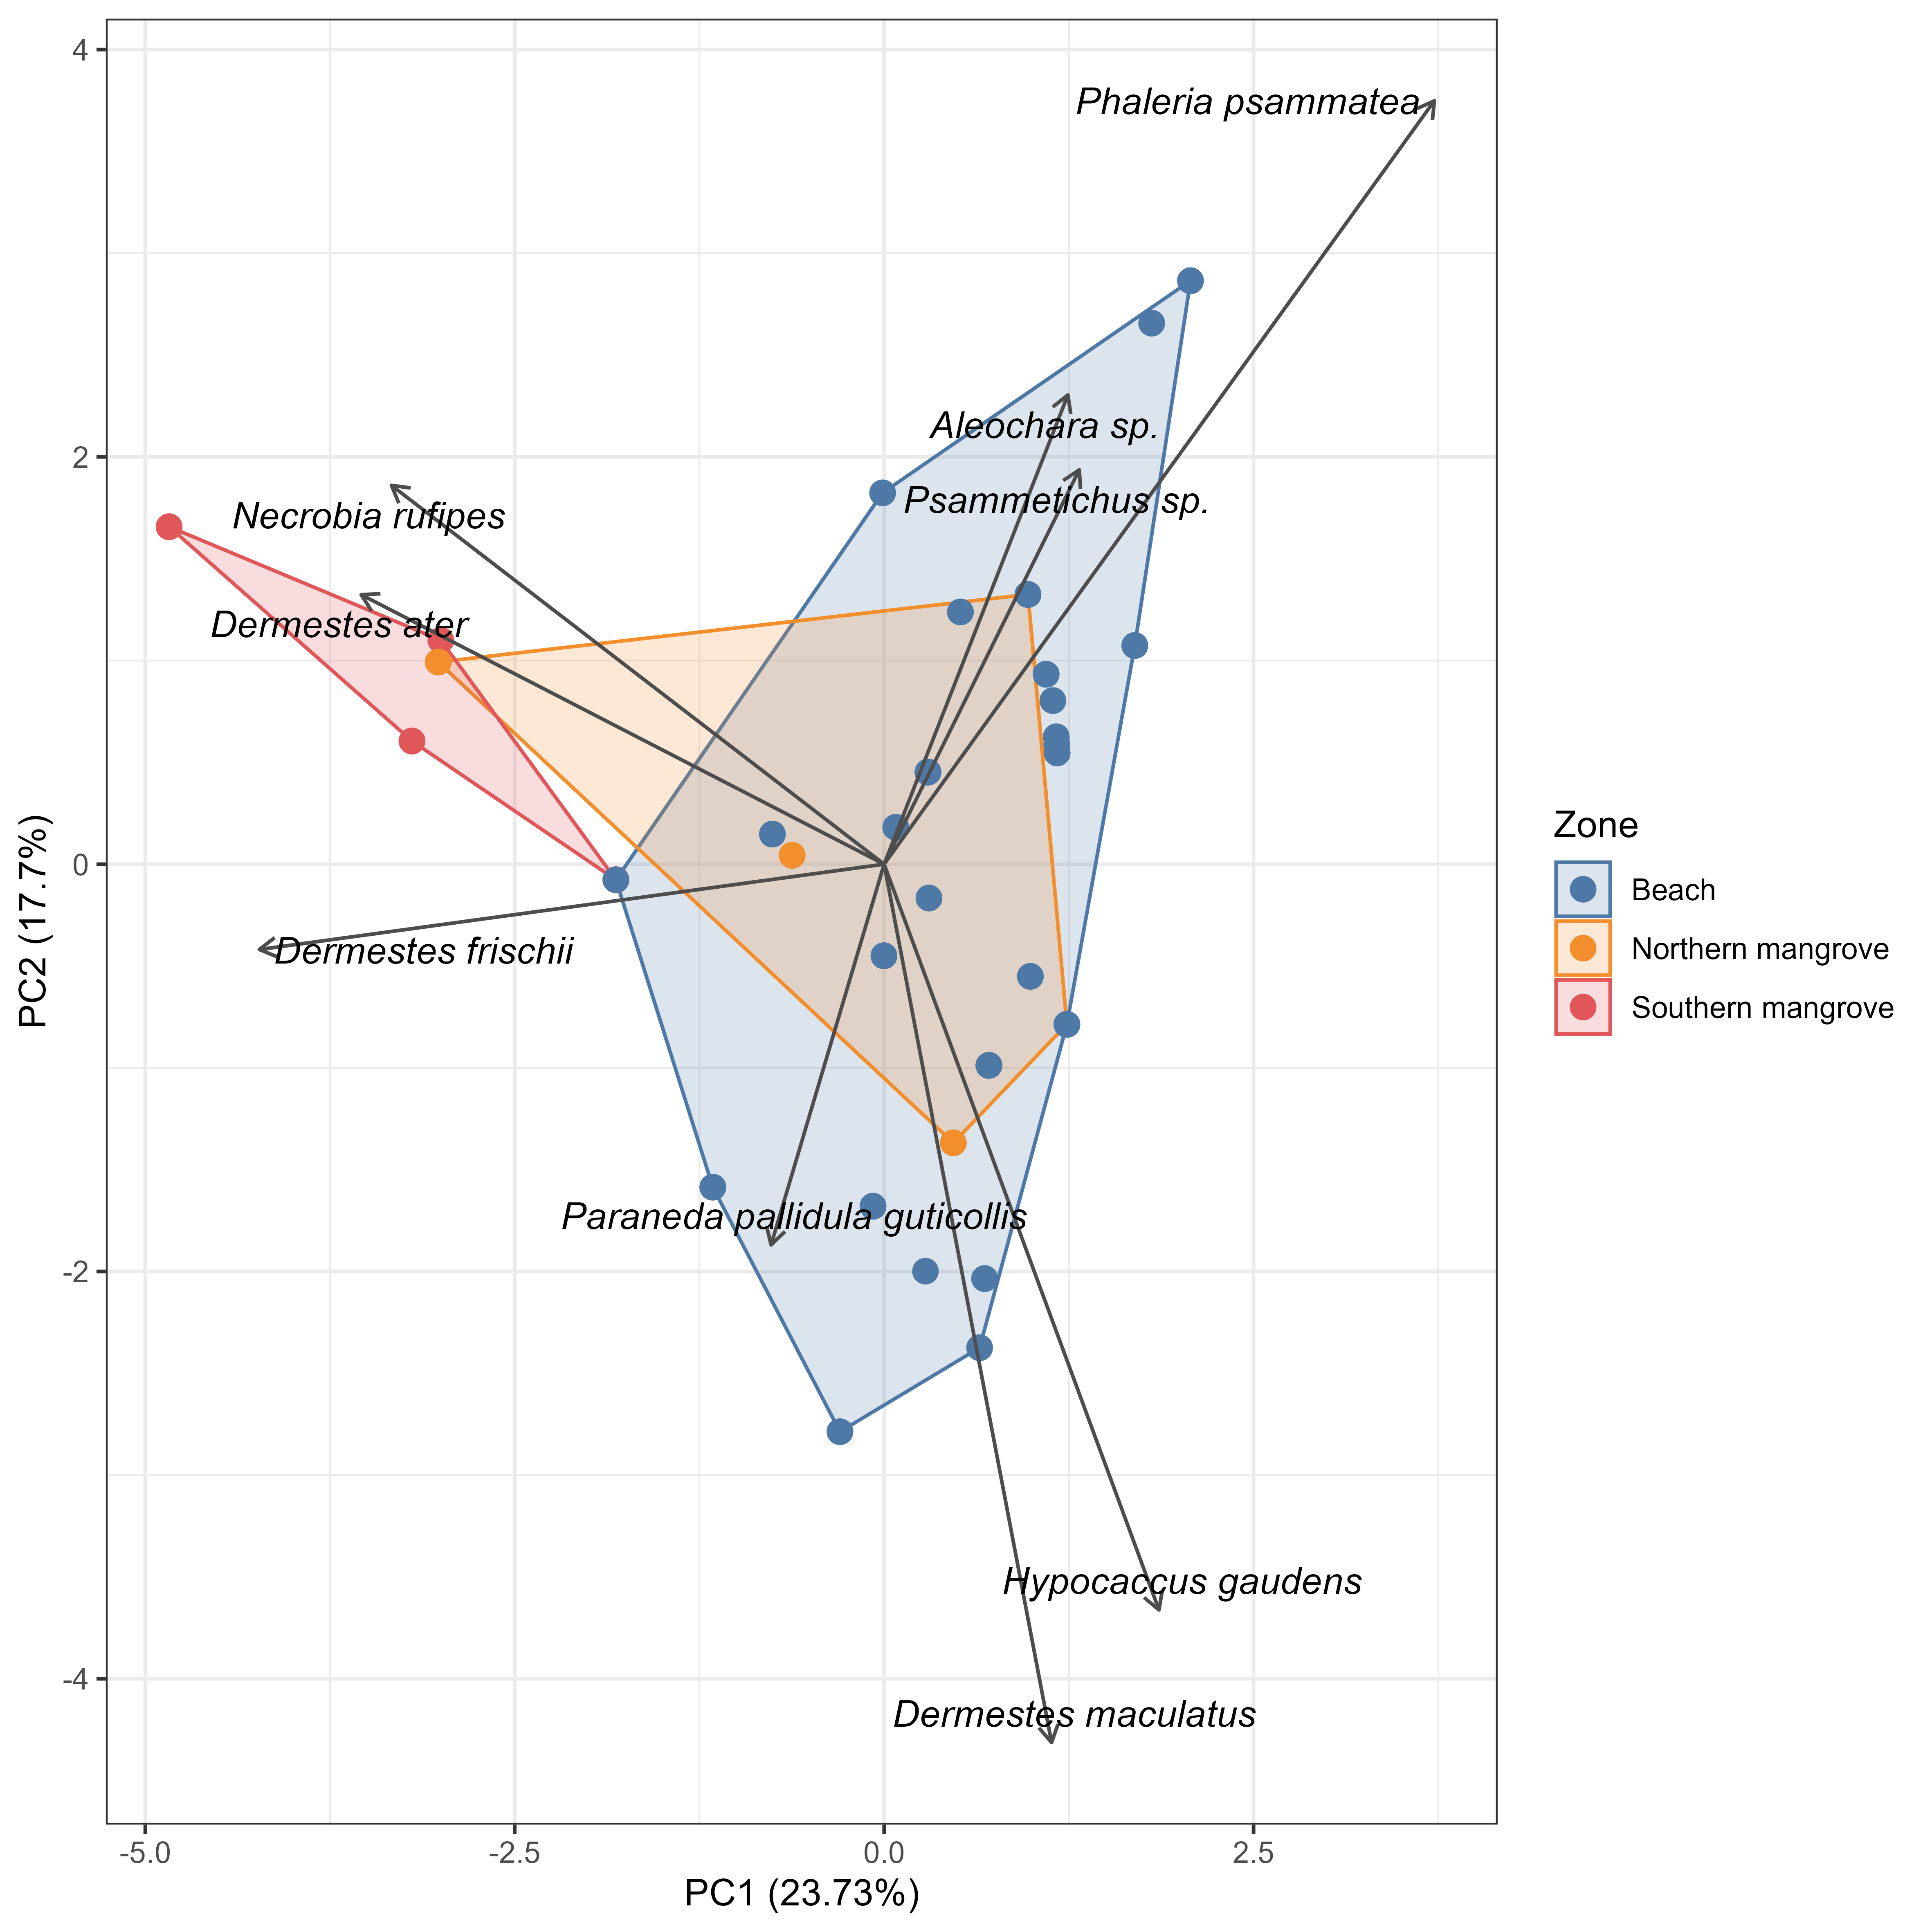 4
Phaleria psammatea
Aleochara sp.
2
Psammetichus sp.
Necrobia rufipes
Dermestes ater
0
Dermestes frischii
Paraneda pallidula guticollis
-2
Hypocaccus gaudens
-4
Dermestes maculatus
-5.0
-2.5
0.0
2.5
PC1 (23.73%)
PC2 (17.7%)
Zone
Beach
Northern mangrove
Southern mangrove